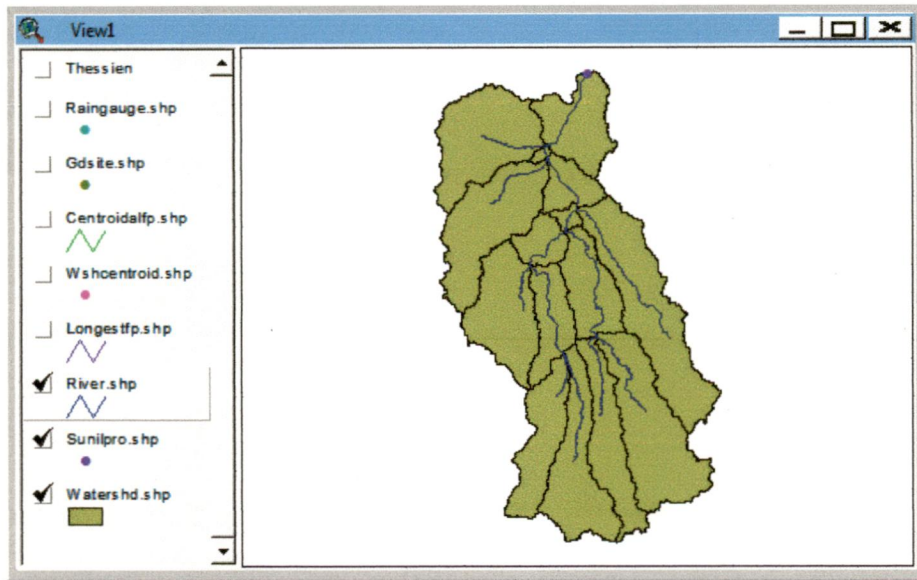 View1
Thessien
Raingauge.shp
Gdsite.shp
Centroidalfp.shp
Wshcentroid.shp
Longestfp.shp
River.shp
Sunilpro.shp
Watershd.shp